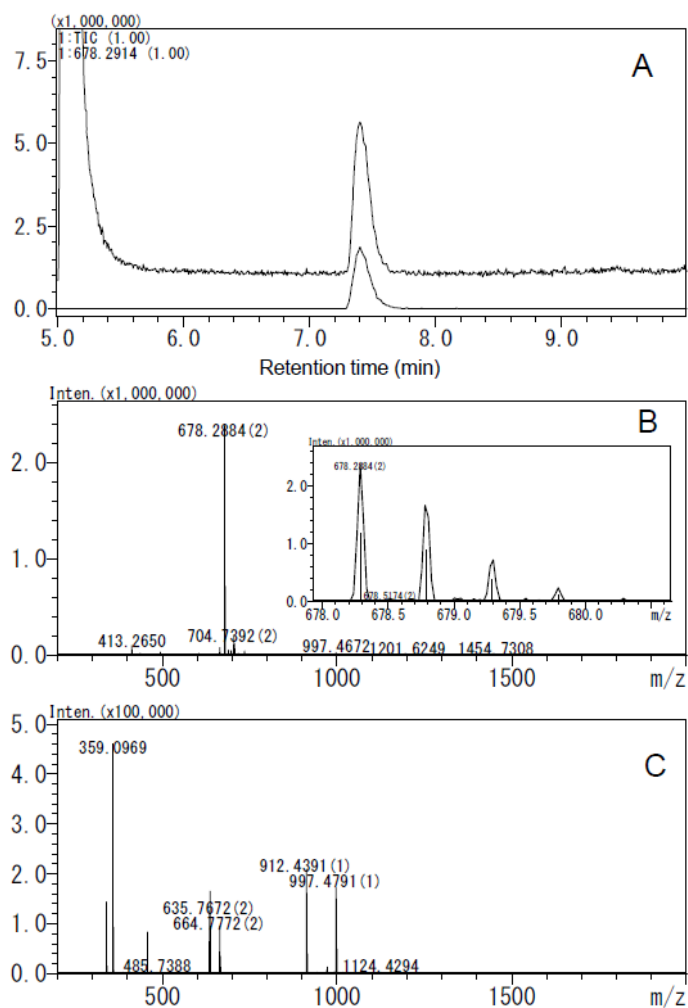 (x1,000,000)
1:TIC (1.00)
1:678.2914 (1.00)
A
7.5
5.0
2.5
0.0
5.0 6.0 7.0 8.0 9.0
Retention time (min)
Inten.(x1,000,000)
B
678.2884(2)
2.0
1.0
0.0
413.2650
704.7392(2)
997.4672
1201.6249
1454.7308
500 1000 1500 m/z
Inten.(x1,000,000)
678.2884(2)
2.0
1.0
0.0
678.5174(2)
678.0 678.5 679.0 679.5 680.0 m/z
Inten.(x100,000)
C
5.0
4.0
3.0
2.0
1.0
0.0
359.0969
912.4391(1)
997.4791(1)
635.7672(2)
664.7772(2)
485.7388
1124.4294
500 1000 1500 m/z